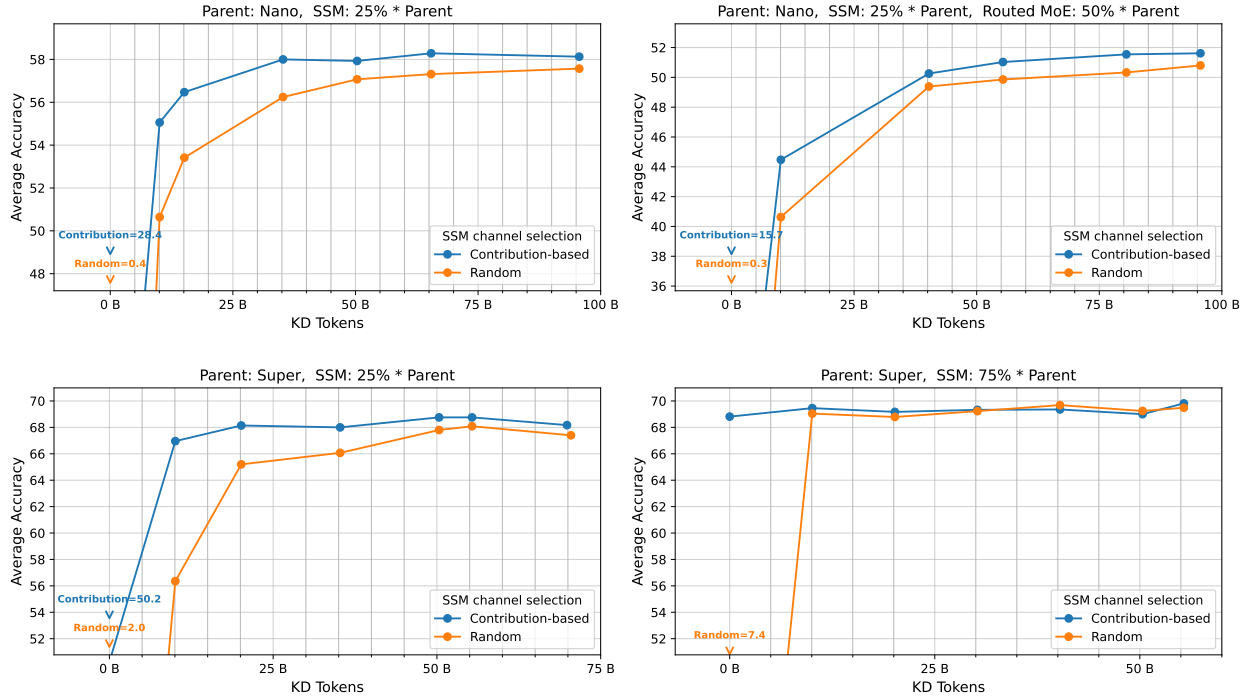 Parent: Nano,  SSM: 25% * Parent
Average Accuracy
58
56
54
52
50
48
Contribution=28.4
Random=0.4
SSM channel selection
Contribution-based
Random
0 B
25 B
50 B
75 B
100 B
KD Tokens
Parent: Nano,  SSM: 25% * Parent,  Routed MoE: 50% * Parent
Average Accuracy
52
50
48
46
44
42
40
38
36
Contribution=15.7
Random=0.3
SSM channel selection
Contribution-based
Random
0 B
25 B
50 B
75 B
100 B
KD Tokens
Parent: Super,  SSM: 25% * Parent
Average Accuracy
70
68
66
64
62
60
58
56
54
52
Contribution=50.2
Random=2.0
SSM channel selection
Contribution-based
Random
0 B
25 B
50 B
75 B
KD Tokens
Parent: Super,  SSM: 75% * Parent
Average Accuracy
70
68
66
64
62
60
58
56
54
52
Random=7.4
SSM channel selection
Contribution-based
Random
0 B
25 B
50 B
KD Tokens